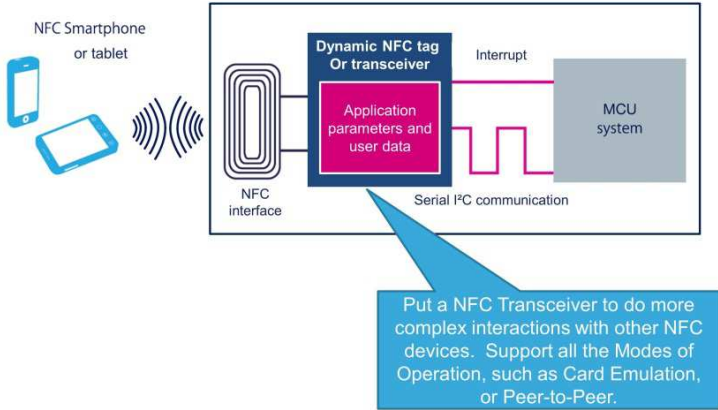 NFC Smartphone
or tablet
Dynamic NFC tag
Or transceiver
Application
parameters and
user data
NFC
interface
Interrupt
Serial I²C communication
MCU
system
Put a NFC Transceiver to do more
complex interactions with other NFC
devices. Support all the Modes of
Operation, such as Card Emulation,
or Peer-to-Peer.